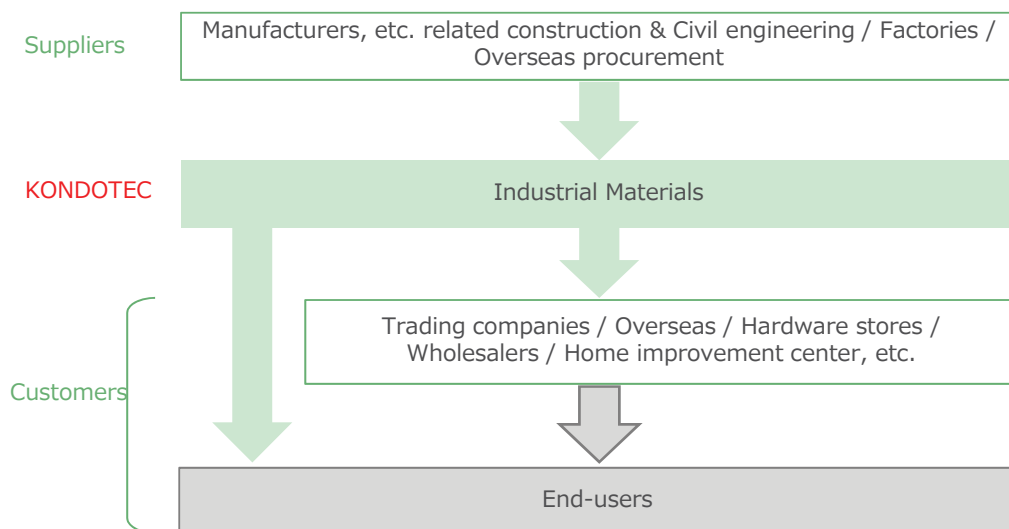 Suppliers
Manufacturers, etc. related construction & Civil engineering / Factories /
Overseas procurement
KONDOTEC
Industrial Materials
Trading companies / Overseas / Hardware stores /
Wholesalers / Home improvement center, etc.
Customers
End-users